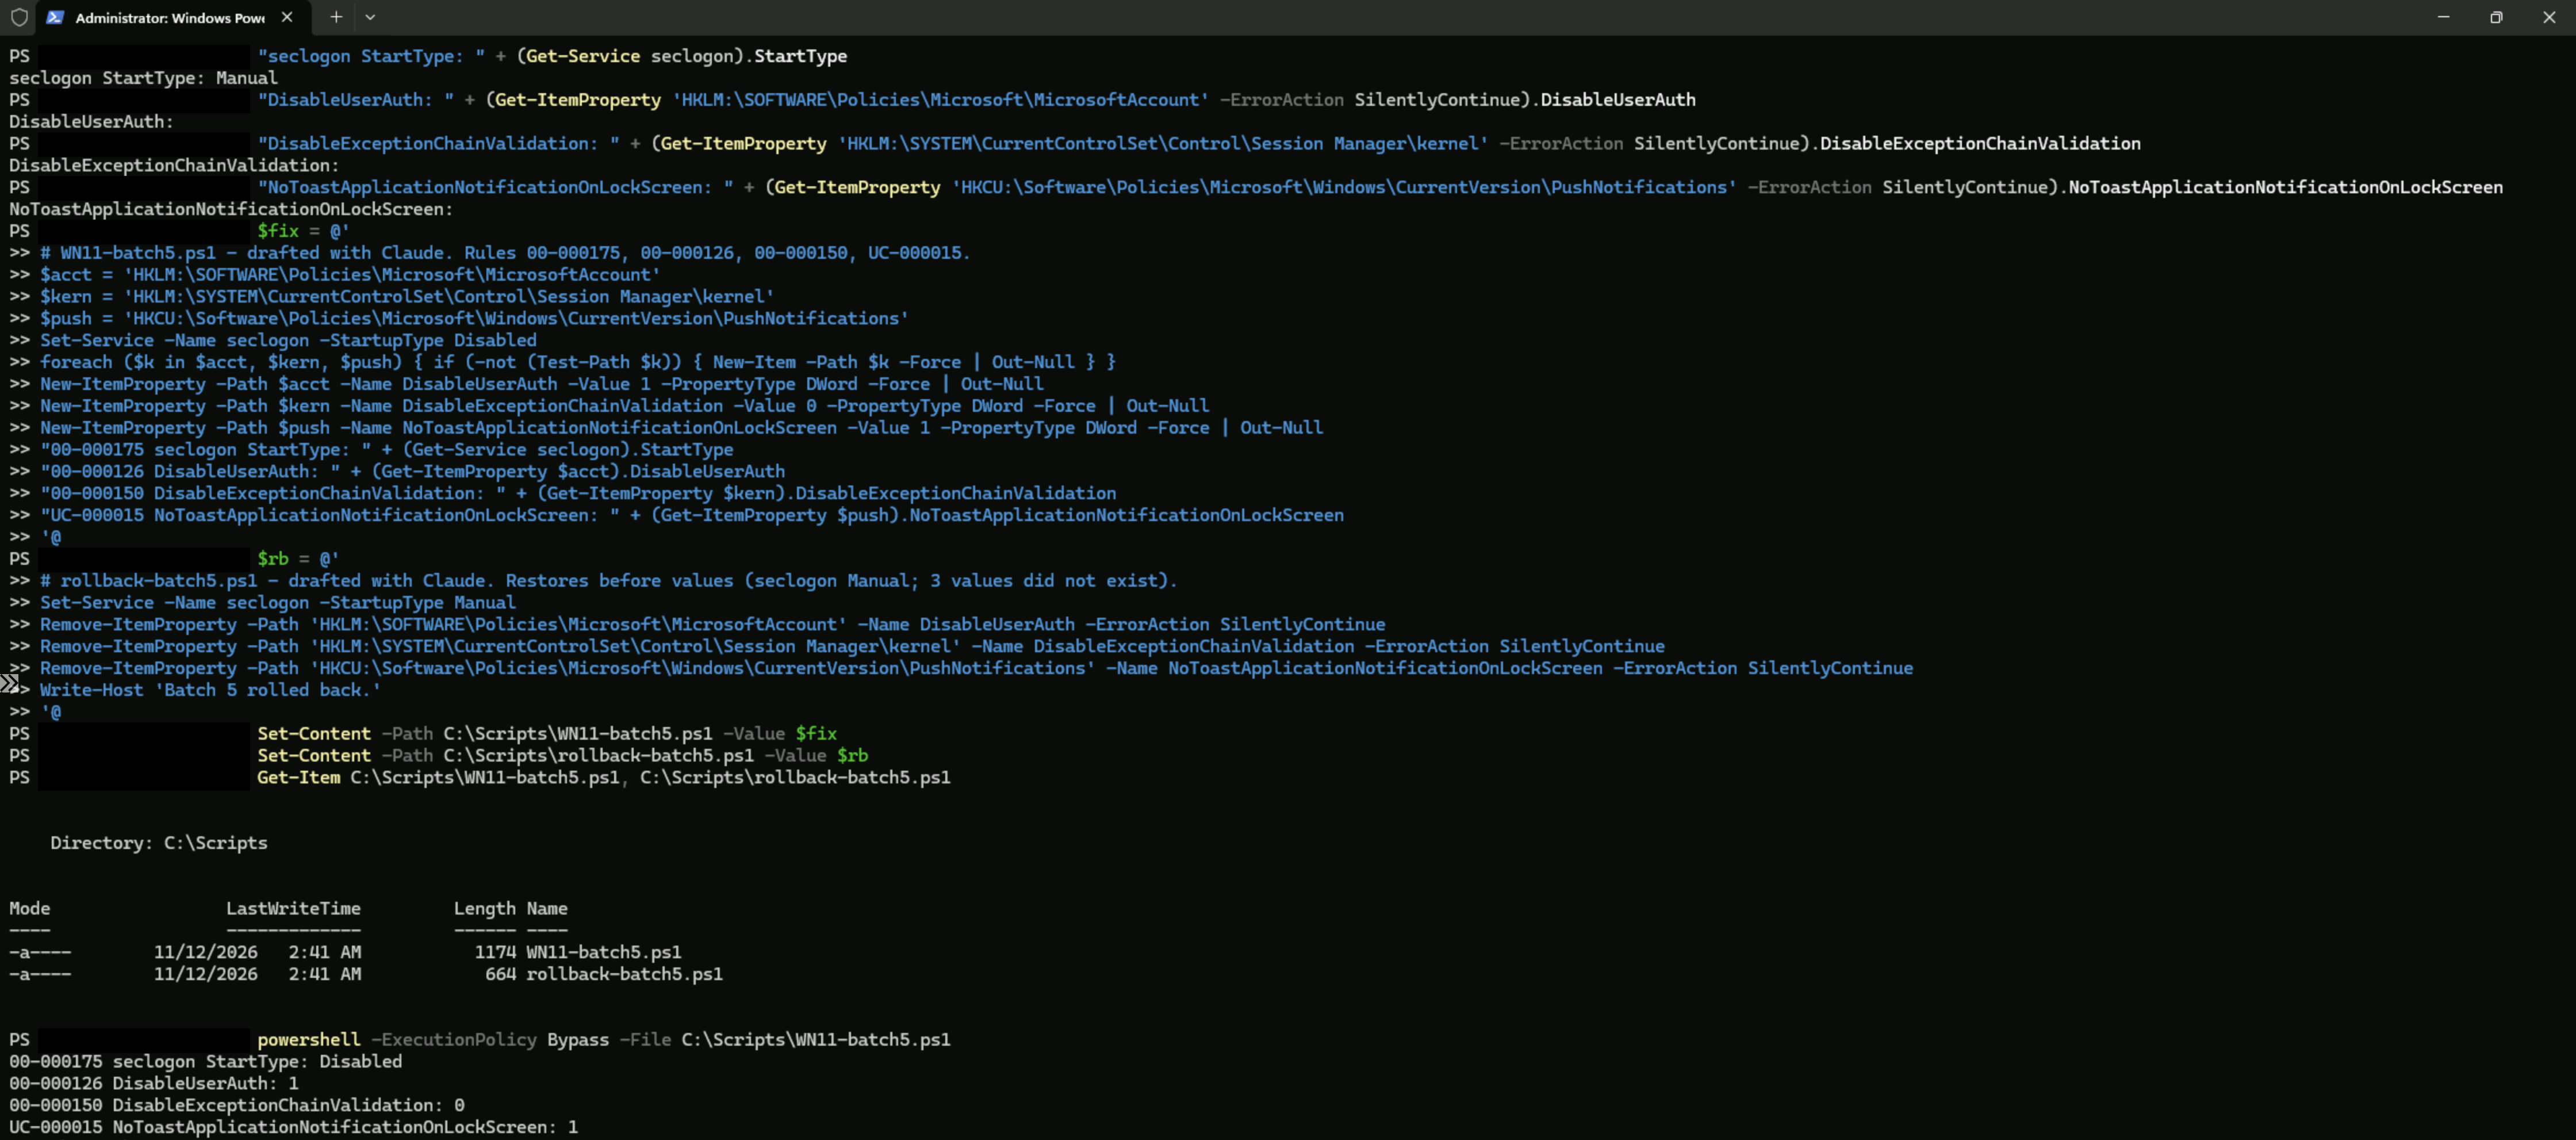 Administrator: Windows Powe
PS "seclogon StartType: " + (Get-Service seclogon).StartType
seclogon StartType: Manual
PS "DisableUserAuth: " + (Get-ItemProperty 'HKLM:\SOFTWARE\Policies\Microsoft\MicrosoftAccount' -ErrorAction SilentlyContinue).DisableUserAuth
DisableUserAuth:
PS "DisableExceptionChainValidation: " + (Get-ItemProperty 'HKLM:\SYSTEM\CurrentControlSet\Control\Session Manager\kernel' -ErrorAction SilentlyContinue).DisableExceptionChainValidation
DisableExceptionChainValidation:
PS "NoToastApplicationNotificationOnLockScreen: " + (Get-ItemProperty 'HKCU:\Software\Policies\Microsoft\Windows\CurrentVersion\PushNotifications' -ErrorAction SilentlyContinue).NoToastApplicationNotificationOnLockScreen
NoToastApplicationNotificationOnLockScreen:
PS $fix = @'
>> # WN11-batch5.ps1 - drafted with Claude. Rules 00-000175, 00-000126, 00-000150, UC-000015.
>> $acct = 'HKLM:\SOFTWARE\Policies\Microsoft\MicrosoftAccount'
>> $kern = 'HKLM:\SYSTEM\CurrentControlSet\Control\Session Manager\kernel'
>> $push = 'HKCU:\Software\Policies\Microsoft\Windows\CurrentVersion\PushNotifications'
>> Set-Service -Name seclogon -StartupType Disabled
>> foreach ($k in $acct, $kern, $push) { if (-not (Test-Path $k)) { New-Item -Path $k -Force | Out-Null } }
>> New-ItemProperty -Path $acct -Name DisableUserAuth -Value 1 -PropertyType DWord -Force | Out-Null
>> New-ItemProperty -Path $kern -Name DisableExceptionChainValidation -Value 0 -PropertyType DWord -Force | Out-Null
>> New-ItemProperty -Path $push -Name NoToastApplicationNotificationOnLockScreen -Value 1 -PropertyType DWord -Force | Out-Null
>> "00-000175 seclogon StartType: " + (Get-Service seclogon).StartType
>> "00-000126 DisableUserAuth: " + (Get-ItemProperty $acct).DisableUserAuth
>> "00-000150 DisableExceptionChainValidation: " + (Get-ItemProperty $kern).DisableExceptionChainValidation
>> "UC-000015 NoToastApplicationNotificationOnLockScreen: " + (Get-ItemProperty $push).NoToastApplicationNotificationOnLockScreen
>> '@
PS $rb = @'
>> # rollback-batch5.ps1 - drafted with Claude. Restores before values (seclogon Manual; 3 values did not exist).
>> Set-Service -Name seclogon -StartupType Manual
>> Remove-ItemProperty -Path 'HKLM:\SOFTWARE\Policies\Microsoft\MicrosoftAccount' -Name DisableUserAuth -ErrorAction SilentlyContinue
>> Remove-ItemProperty -Path 'HKLM:\SYSTEM\CurrentControlSet\Control\Session Manager\kernel' -Name DisableExceptionChainValidation -ErrorAction SilentlyContinue
>> Remove-ItemProperty -Path 'HKCU:\Software\Policies\Microsoft\Windows\CurrentVersion\PushNotifications' -Name NoToastApplicationNotificationOnLockScreen -ErrorAction SilentlyContinue
>> Write-Host 'Batch 5 rolled back.'
>> '@
PS Set-Content -Path C:\Scripts\WN11-batch5.ps1 -Value $fix
PS Set-Content -Path C:\Scripts\rollback-batch5.ps1 -Value $rb
PS Get-Item C:\Scripts\WN11-batch5.ps1, C:\Scripts\rollback-batch5.ps1
Directory: C:\Scripts
Mode LastWriteTime Length Name
---- ------------- ------ ----
-a---- 11/12/2026 2:41 AM 1174 WN11-batch5.ps1
-a---- 11/12/2026 2:41 AM 664 rollback-batch5.ps1
PS powershell -ExecutionPolicy Bypass -File C:\Scripts\WN11-batch5.ps1
00-000175 seclogon StartType: Disabled
00-000126 DisableUserAuth: 1
00-000150 DisableExceptionChainValidation: 0
UC-000015 NoToastApplicationNotificationOnLockScreen: 1